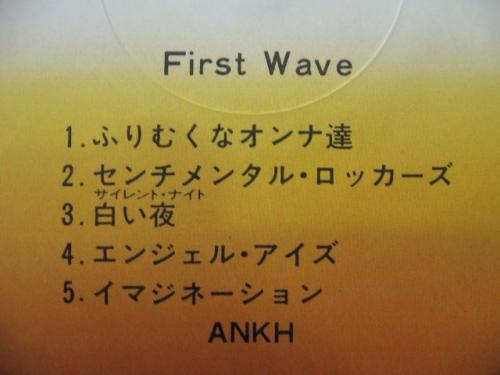 First Wave
1.ふりむくなオンナ達
2.センチメンタル・ロッカーズ
サイレント・ナイト
3.白い夜
4.エンジェル・アイズ
5.イマジネーション
ANKH